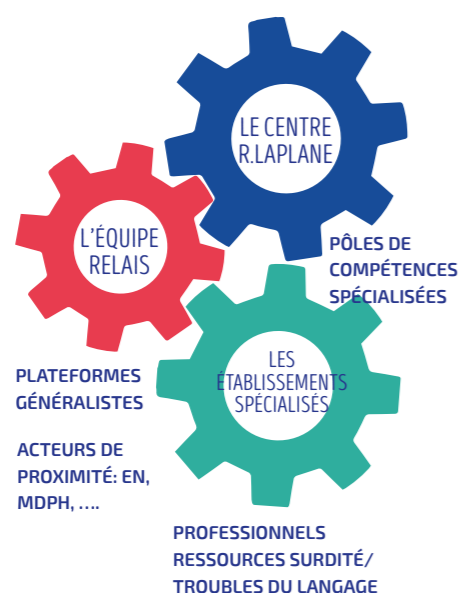 LE CENTRE
R.LAPLANE
L'ÉQUIPE
RELAIS
PÔLES DE
COMPÉTENCES
SPÉCIALISÉES
LES
ÉTABLISSEMENTS
SPÉCIALISÉS
PLATEFORMES
GÉNÉRALISTES
ACTEURS DE
PROXIMITÉ: EN,
MDPH, ....
PROFESSIONNELS
RESSOURCES SURDITÉ/
TROUBLES DU LANGAGE